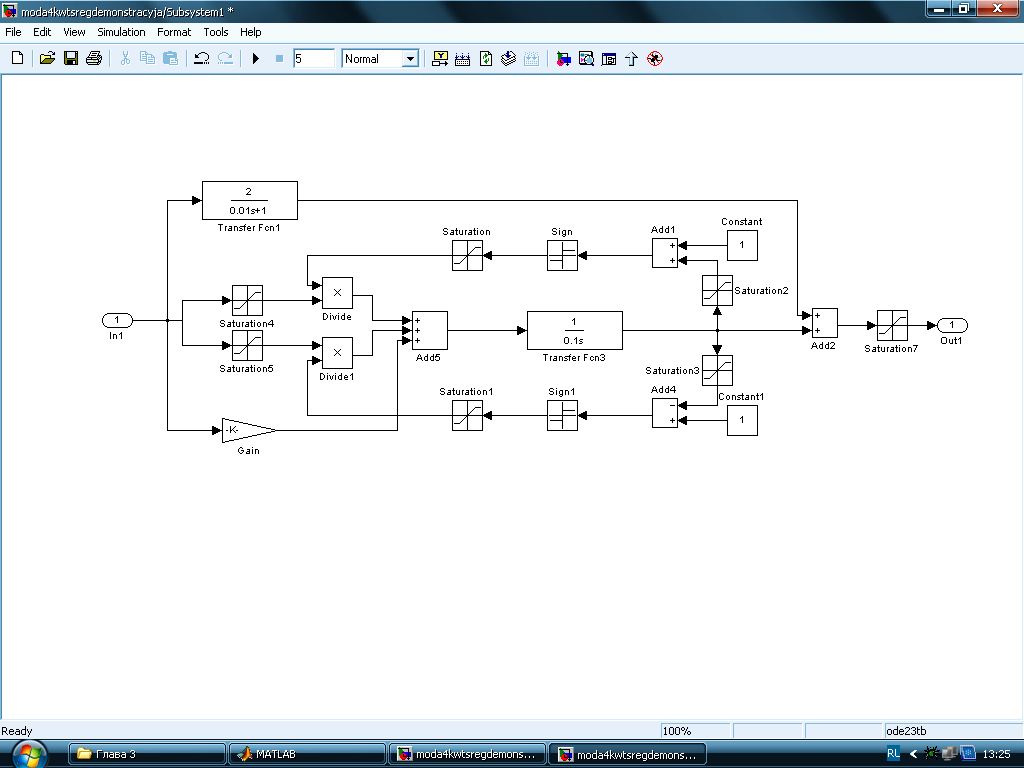 moda4kwtsregdemonstracyja/Subsystem1 *
File Edit View Simulation Format Tools Help
5 Normal
2
0.01s+1
Transfer Fcn1
Saturation
Sign
Add1
+
+
Constant
1
Saturation2
1
In1
Saturation4
Saturation5
×
Divide
×
Divide1
+
+
+
Add5
1
0.1s
Transfer Fcn3
+
+
Add2
Saturation7
1
Out1
Saturation3
Saturation1
Sign1
Add4
−
+
Constant1
1
-K-
Gain
Ready 100% ode23tb
Глава 3 MATLAB moda4kwtsregdemons... moda4kwtsregdemons... RL 13:25